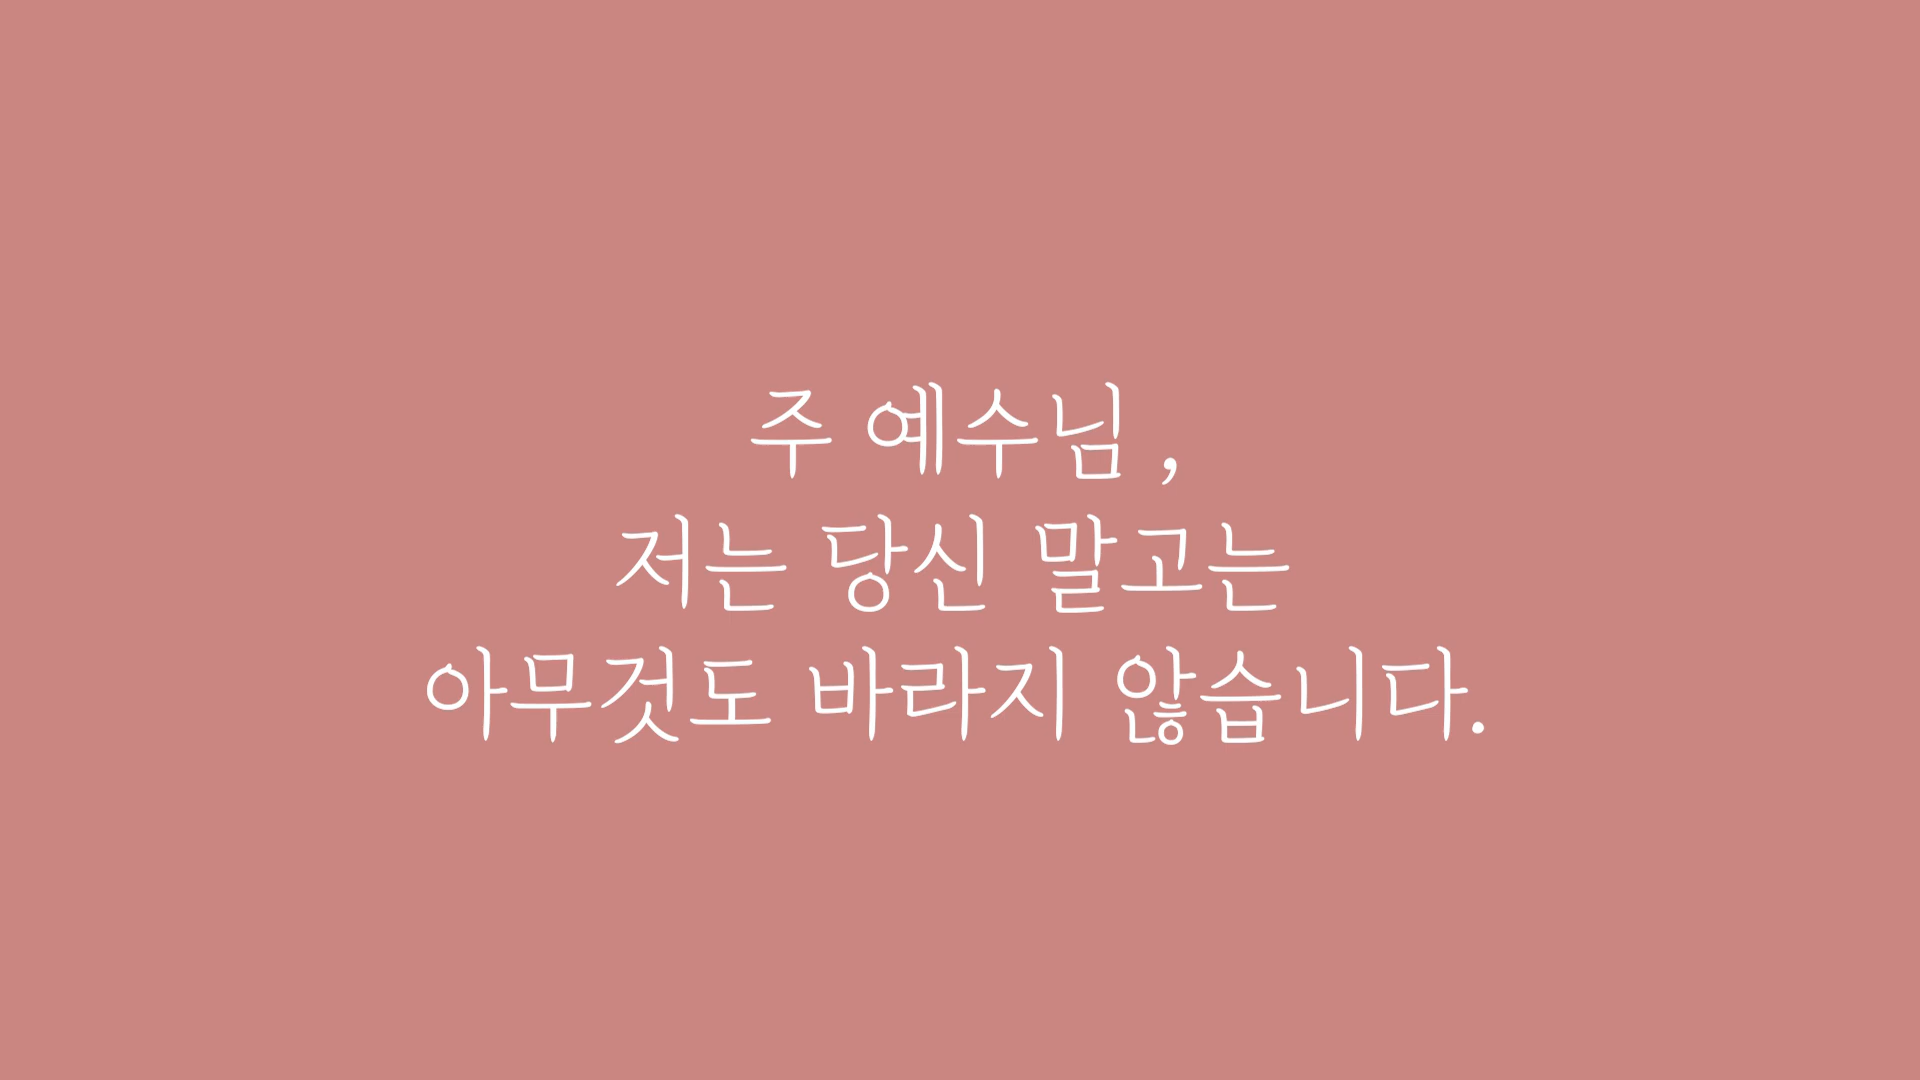 주 예수님 ,
저는 당신 말고는
아무것도 바라지 않습니다.